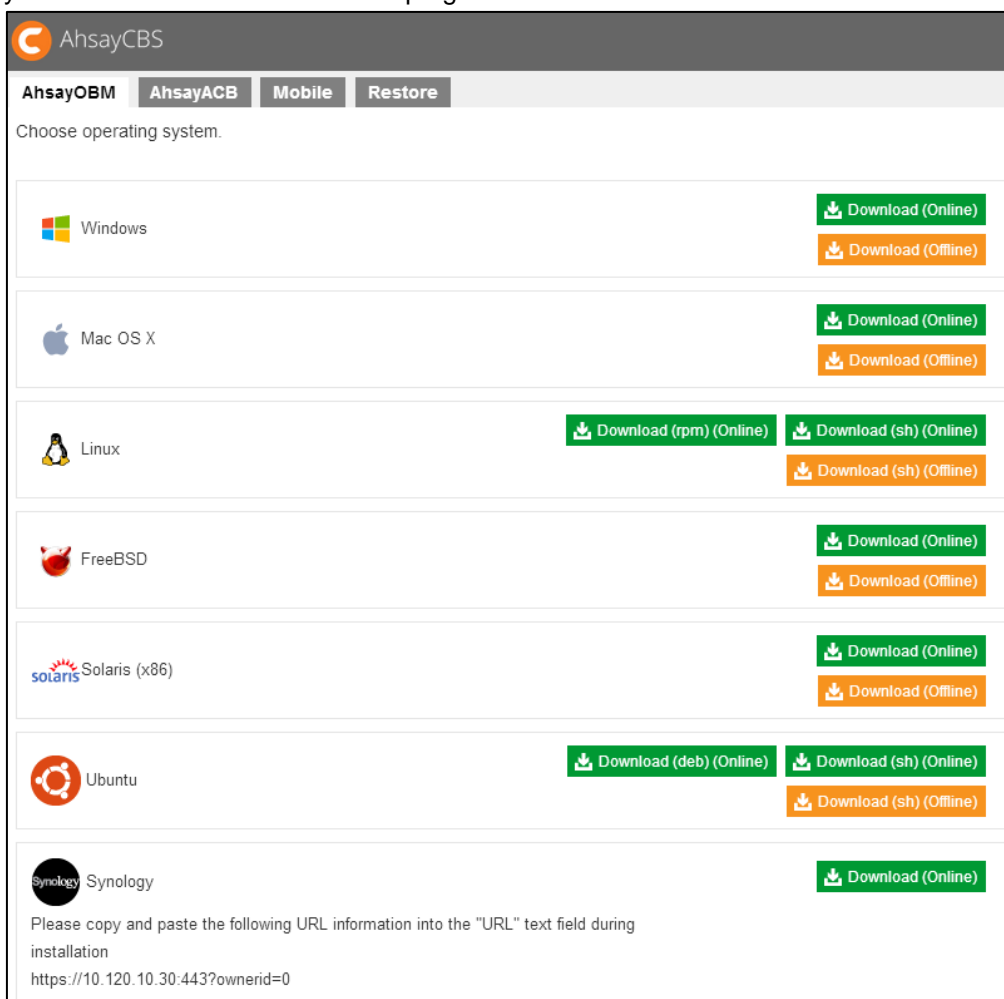 AhsayCBS
AhsayOBM AhsayACB Mobile Restore
Choose operating system.
Windows
Download (Online)
Download (Offline)
Mac OS X
Download (Online)
Download (Offline)
Linux
Download (rpm) (Online) Download (sh) (Online)
Download (sh) (Offline)
FreeBSD
Download (Online)
Download (Offline)
solaris Solaris (x86)
Download (Online)
Download (Offline)
Ubuntu
Download (deb) (Online) Download (sh) (Online)
Download (sh) (Offline)
Synology Synology
Download (Online)
Please copy and paste the following URL information into the "URL" text field during
installation
https://10.120.10.30:443?ownerid=0